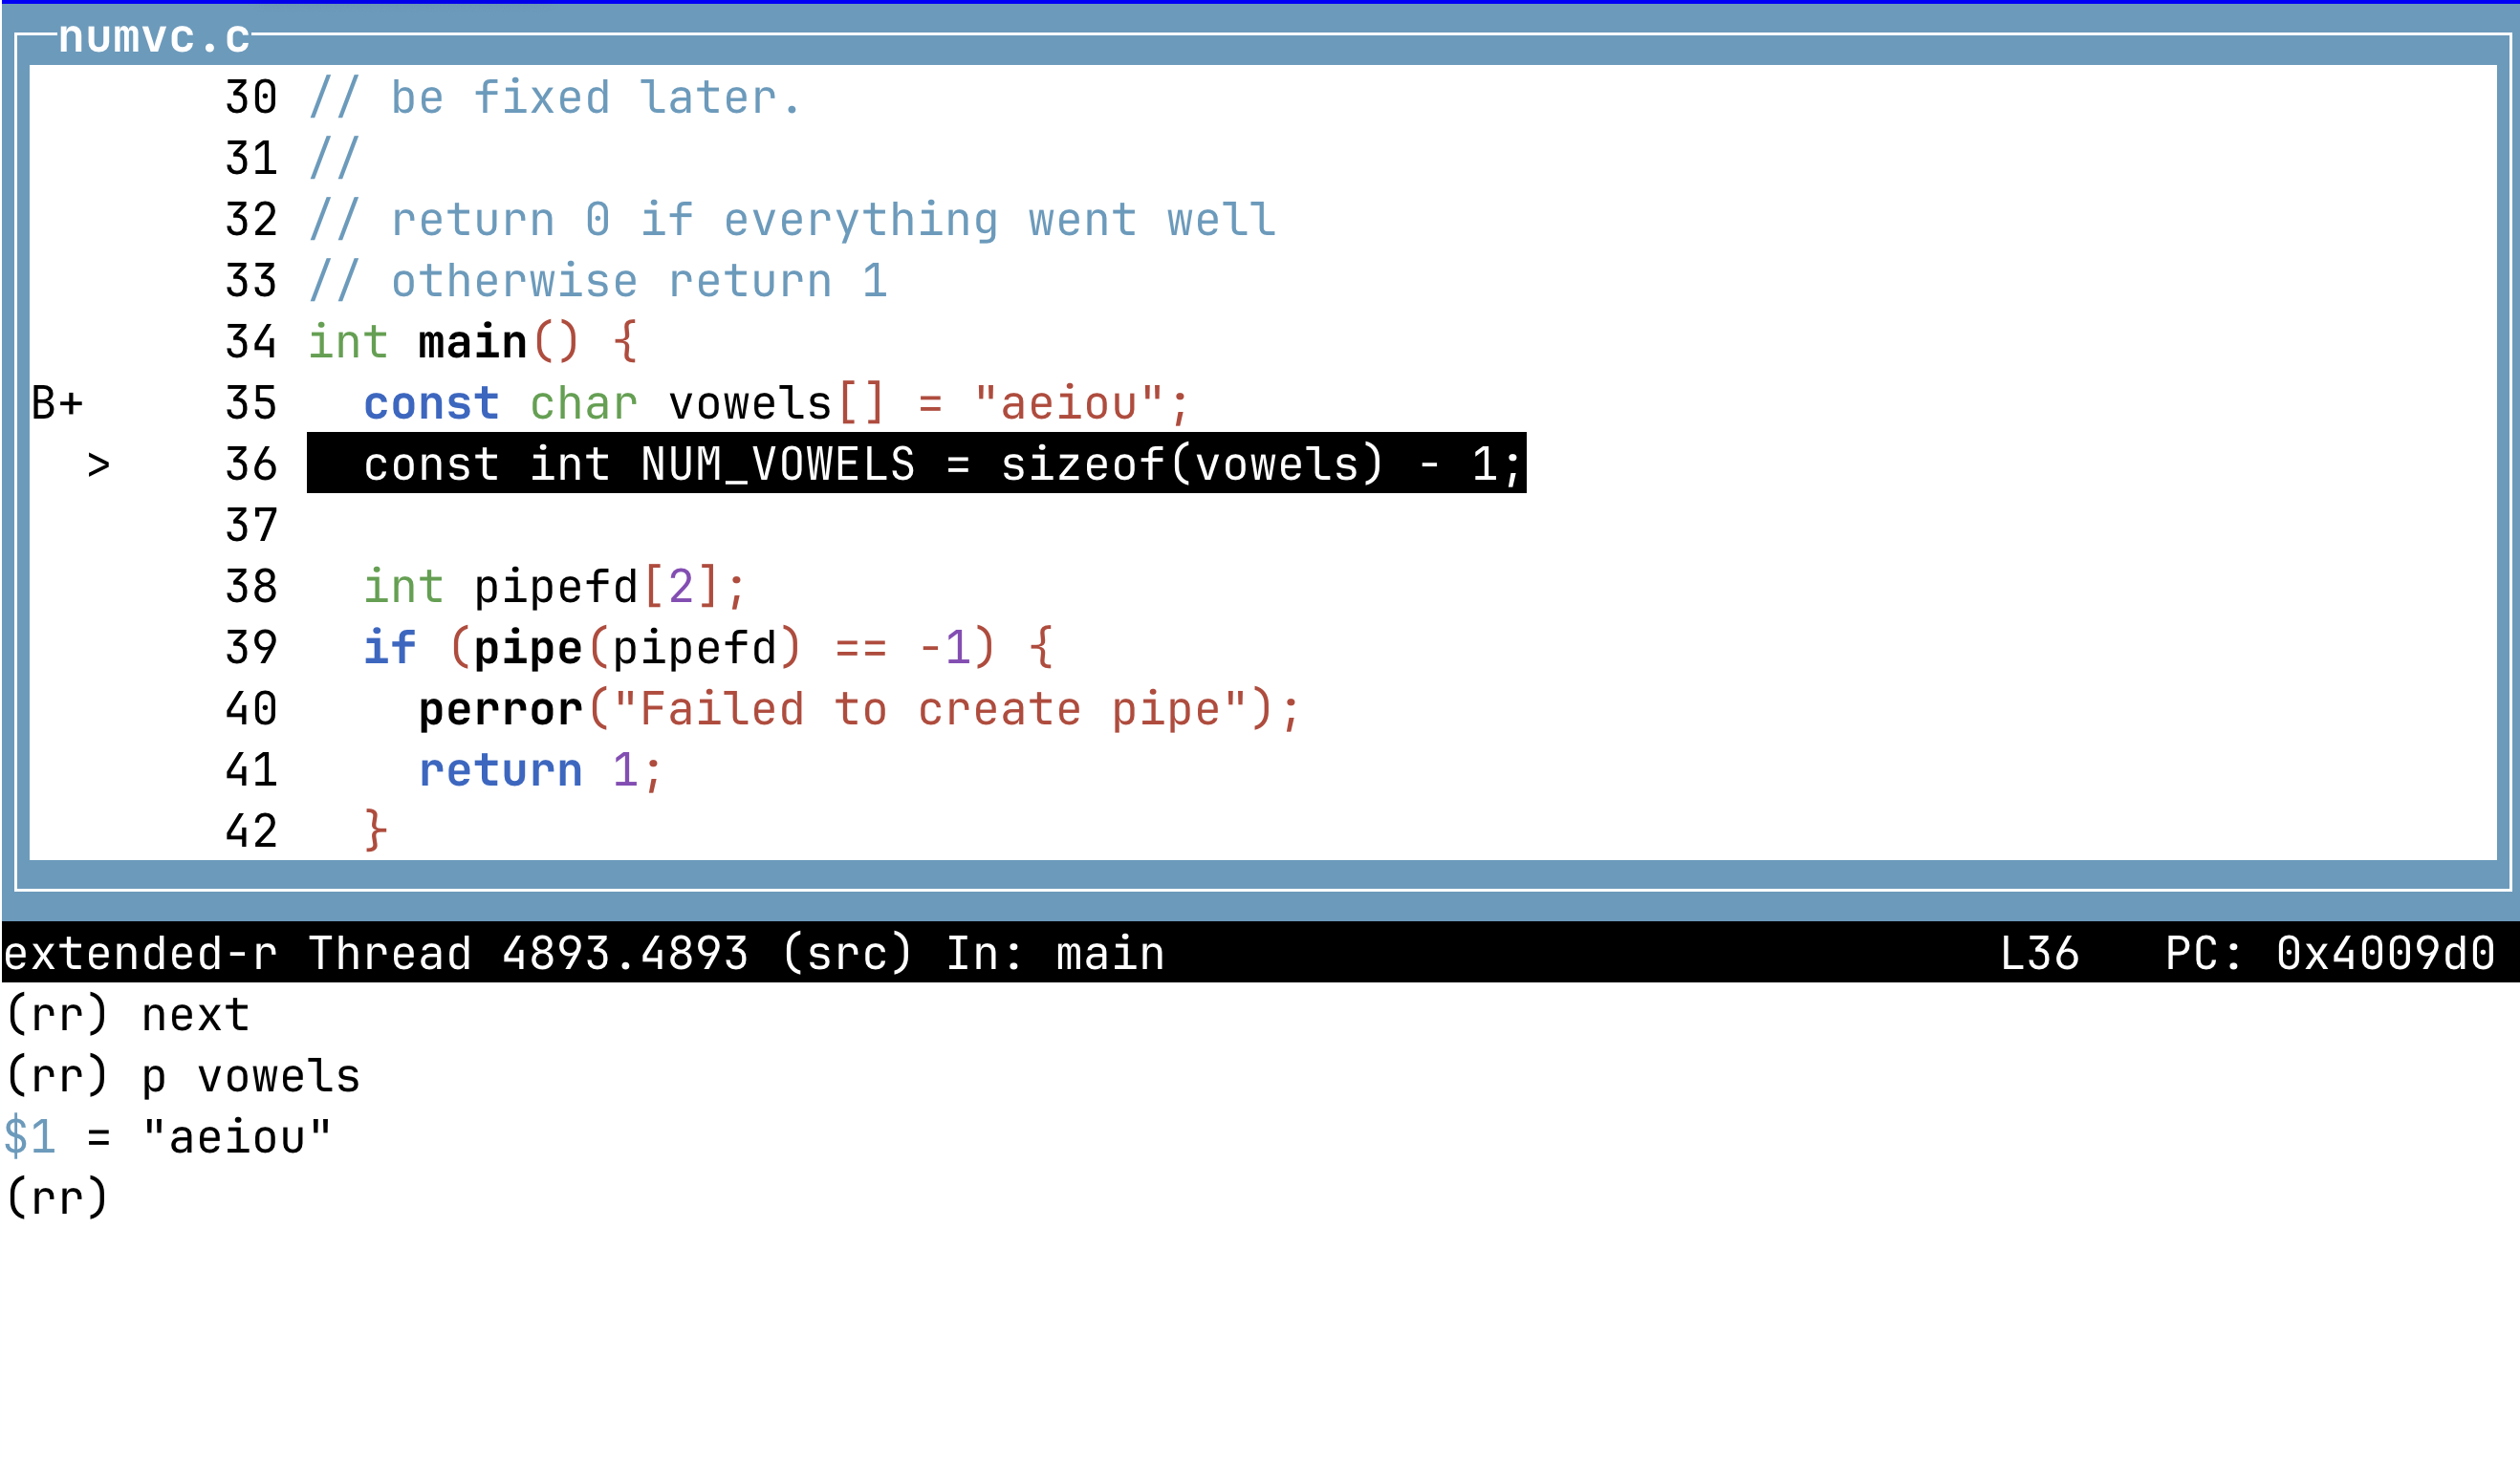 numvc.c
30 // be fixed later.
31 //
32 // return 0 if everything went well
33 // otherwise return 1
34 int main() {
B+ 35   const char vowels[] = "aeiou";
> 36   const int NUM_VOWELS = sizeof(vowels) - 1;
37
38   int pipefd[2];
39   if (pipe(pipefd) == -1) {
40     perror("Failed to create pipe");
41     return 1;
42   }
extended-r Thread 4893.4893 (src) In: main L36 PC: 0x4009d0
(rr) next
(rr) p vowels
$1 = "aeiou"
(rr)